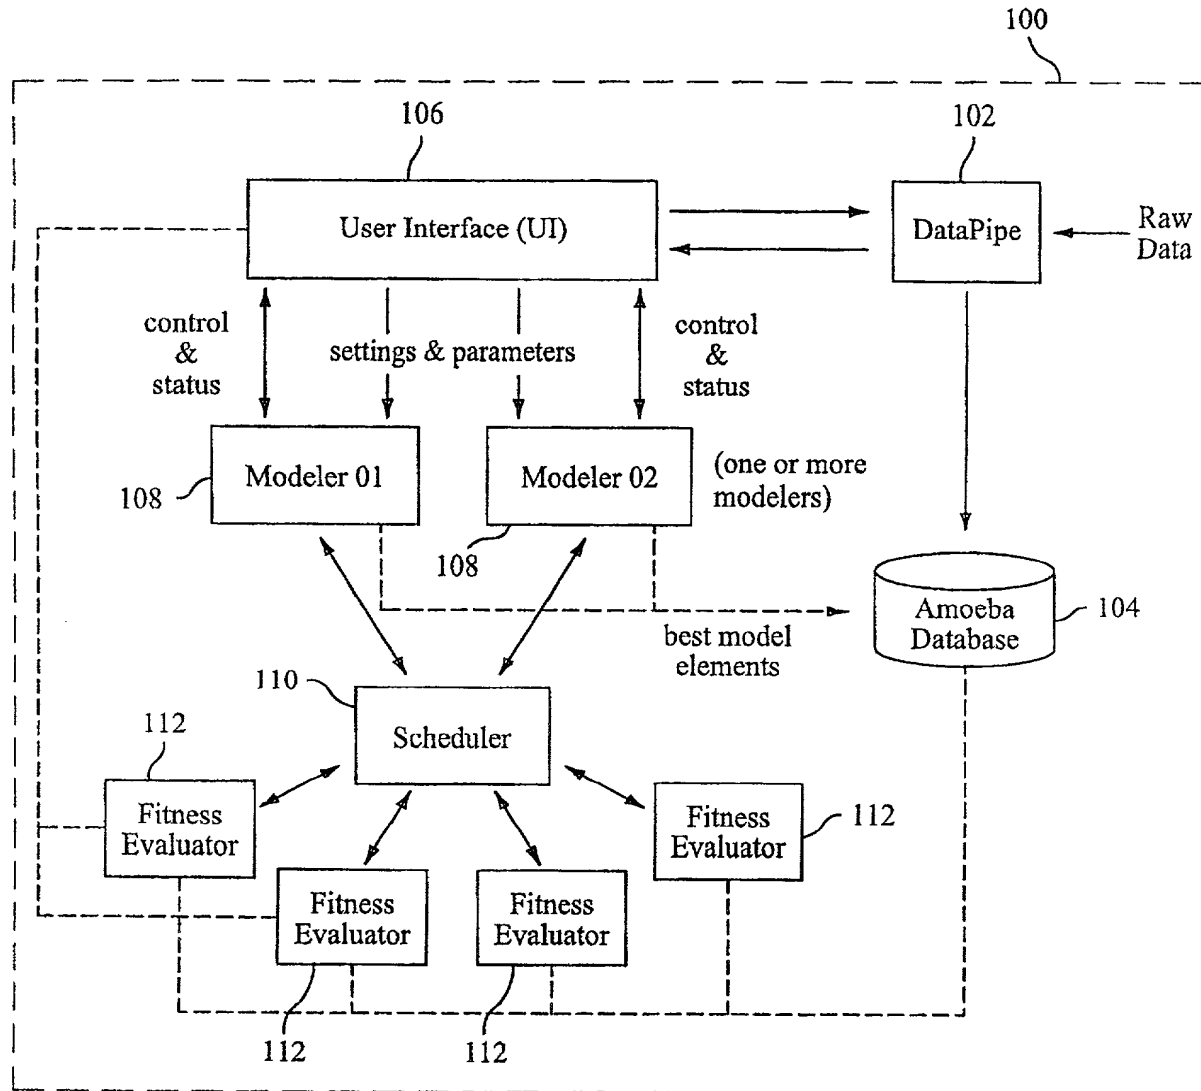 100
106
102
User Interface (UI)
DataPipe
Raw
Data
control
&
status
settings & parameters
control
&
status
Modeler 01
Modeler 02
(one or more
modelers)
108
108
Amoeba
Database
104
best model
elements
110
Scheduler
112
Fitness
Evaluator
Fitness
Evaluator
112
Fitness
Evaluator
Fitness
Evaluator
112
112